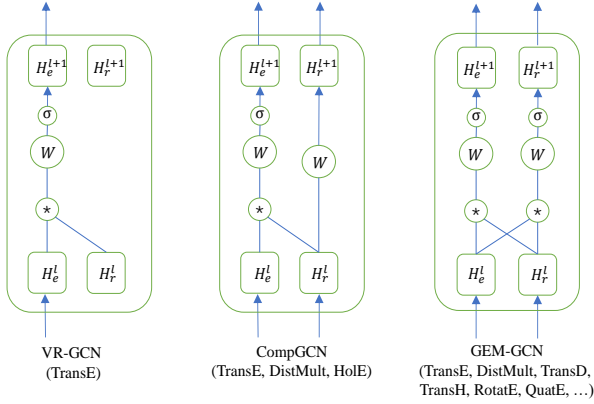 H_e^{l+1} H_r^{l+1}
σ
W
*
H_e^l H_r^l
VR-GCN
(TransE)
H_e^{l+1} H_r^{l+1}
σ
W W
*
H_e^l H_r^l
CompGCN
(TransE, DistMult, HolE)
H_e^{l+1} H_r^{l+1}
σ σ
W W
* *
H_e^l H_r^l
GEM-GCN
(TransE, DistMult, TransD,
TransH, RotatE, QuatE, …)